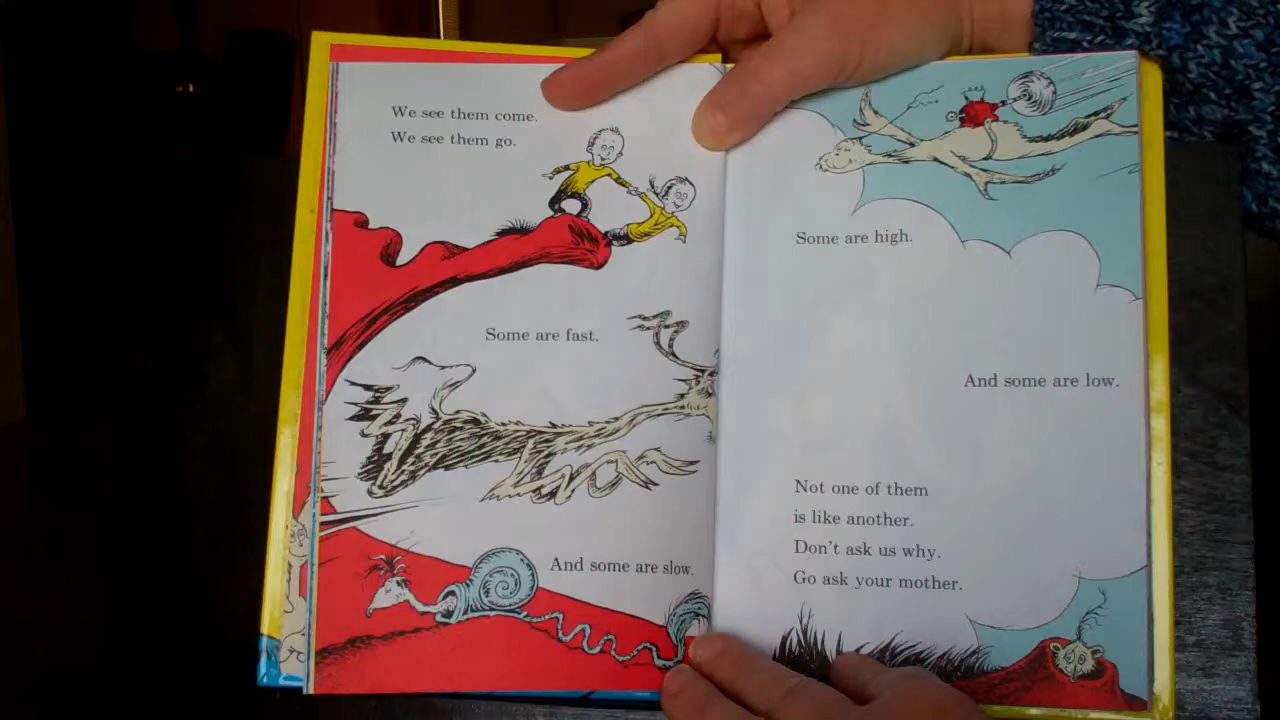 We see them come.
We see them go.
Some are fast.
And some are slow.
Some are high.
And some are low.
Not one of them
is like another.
Don't ask us why.
Go ask your mother.